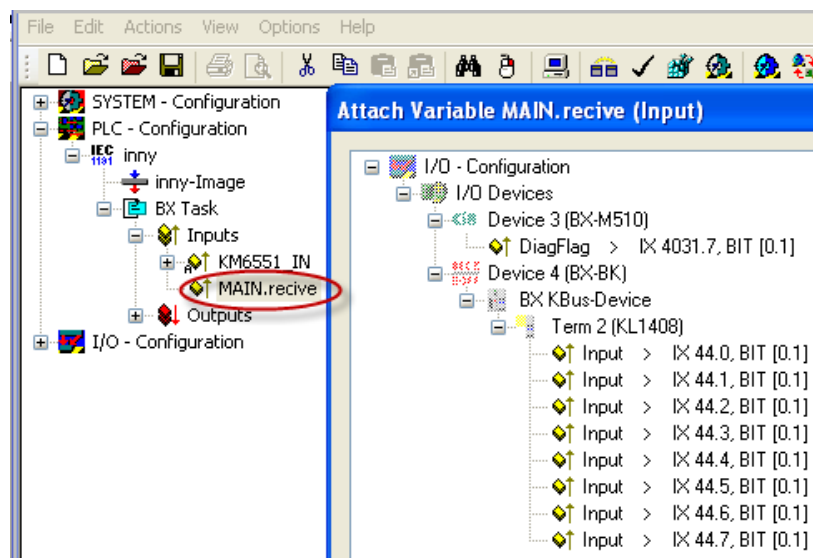 File Edit Actions View Options Help
SYSTEM - Configuration
PLC - Configuration
IEC 1131 inny
inny-Image
BX Task
Inputs
KM6551_IN
MAIN.recive
Outputs
I/O - Configuration
Attach Variable MAIN.recive (Input)
I/O - Configuration
I/O Devices
Device 3 (BX-M510)
DiagFlag > IX 4031.7, BIT [0.1]
Device 4 (BX-BK)
BX KBus-Device
Term 2 (KL1408)
Input > IX 44.0, BIT [0.1]
Input > IX 44.1, BIT [0.1]
Input > IX 44.2, BIT [0.1]
Input > IX 44.3, BIT [0.1]
Input > IX 44.4, BIT [0.1]
Input > IX 44.5, BIT [0.1]
Input > IX 44.6, BIT [0.1]
Input > IX 44.7, BIT [0.1]